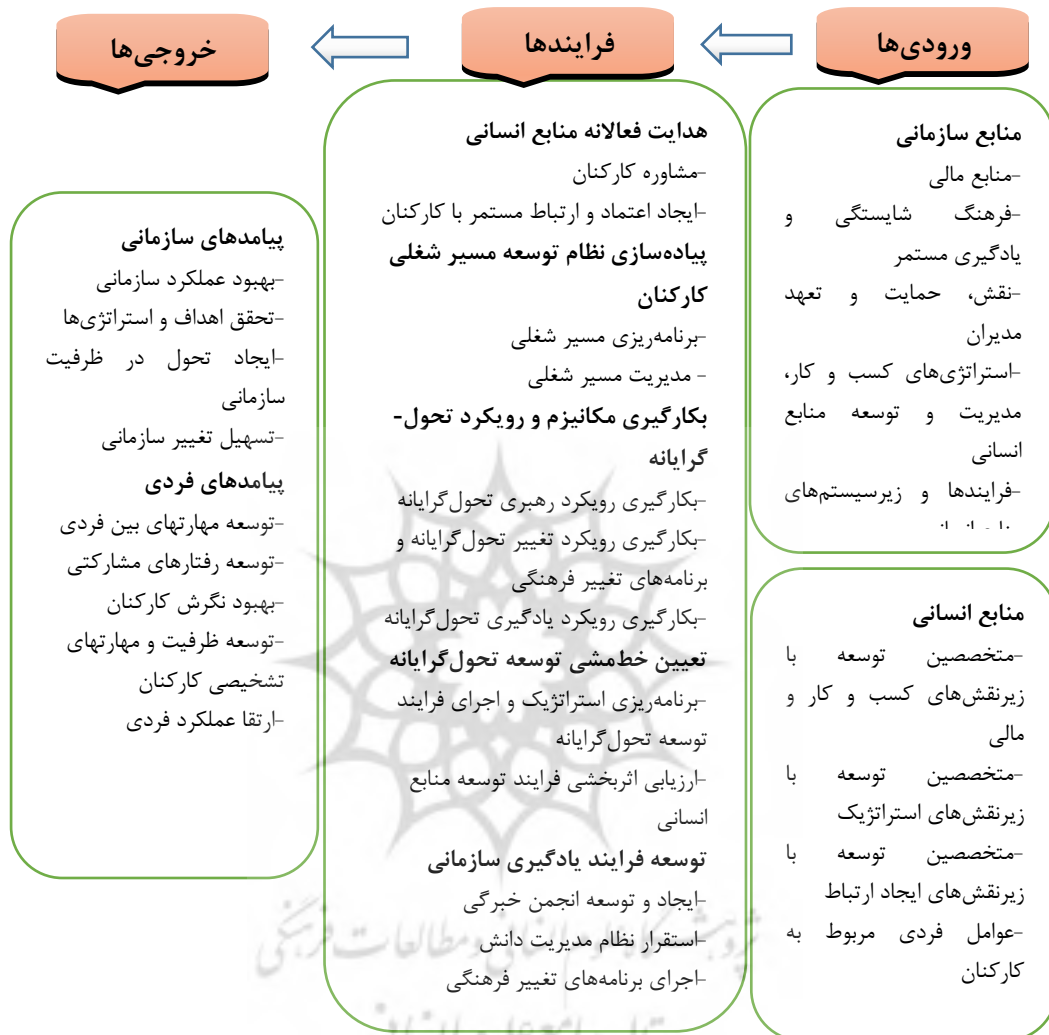 ورودی‌ها
فرایندها
خروجی‌ها
منابع سازمانی
-منابع مالی
-فرهنگ شایستگی و
یادگیری مستمر
-نقش، حمایت و تعهد
مدیران
-استراتژی‌های کسب و کار،
مدیریت و توسعه منابع
انسانی
-فرایندها و زیرسیستم‌های
منابع انسانی
-متخصصین توسعه با
زیرنقش‌های کسب و کار و
مالی
-متخصصین توسعه با
زیرنقش‌های استراتژیک
-متخصصین توسعه با
زیرنقش‌های ایجاد ارتباط
-عوامل فردی مربوط به
کارکنان
هدایت فعالانه منابع انسانی
-مشاوره کارکنان
-ایجاد اعتماد و ارتباط مستمر با کارکنان
پیاده‌سازی نظام توسعه مسیر شغلی
کارکنان
-برنامه‌ریزی مسیر شغلی
- مدیریت مسیر شغلی
بکارگیری مکانیزم و رویکرد تحول-
گرایانه
-بکارگیری رویکرد رهبری تحول‌گرایانه
-بکارگیری رویکرد تغییر تحول‌گرایانه و
برنامه‌های تغییر فرهنگی
-بکارگیری رویکرد یادگیری تحول‌گرایانه
تعیین خط‌مشی توسعه تحول‌گرایانه
-برنامه‌ریزی استراتژیک و اجرای فرایند
توسعه تحول‌گرایانه
-ارزیابی اثربخشی فرایند توسعه منابع
انسانی
توسعه فرایند یادگیری سازمانی
-ایجاد و توسعه انجمن خبرگی
-استقرار نظام مدیریت دانش
-اجرای برنامه‌های تغییر فرهنگی
پیامدهای سازمانی
-بهبود عملکرد سازمانی
-تحقق اهداف و استراتژی‌ها
-ایجاد تحول در ظرفیت
سازمانی
-تسهیل تغییر سازمانی
پیامدهای فردی
-توسعه مهارتهای بین فردی
-توسعه رفتارهای مشارکتی
-بهبود نگرش کارکنان
-توسعه ظرفیت و مهارتهای
تشخیصی کارکنان
-ارتقا عملکرد فردی
پژوهشگاه علوم انسانی و مطالعات فرهنگی